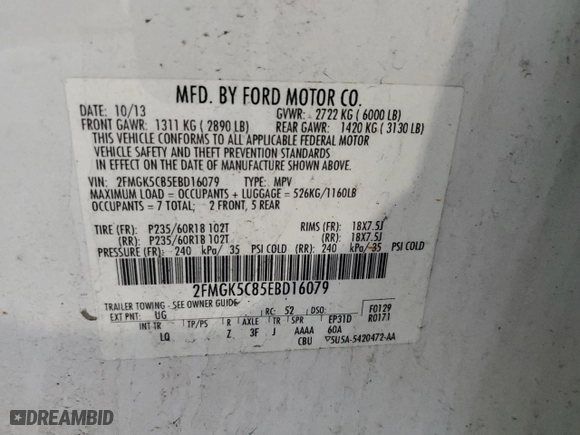 MFD. BY FORD MOTOR CO.
DATE: 10/13 GVWR: 2722 KG ( 6000 LB)
FRONT GAWR: 1311 KG ( 2890 LB) REAR GAWR: 1420 KG ( 3130 LB)
THIS VEHICLE CONFORMS TO ALL APPLICABLE FEDERAL MOTOR
VEHICLE SAFETY AND THEFT PREVENTION STANDARDS
IN EFFECT ON THE DATE OF MANUFACTURE SHOWN ABOVE.
VIN: 2FMGK5C85EBD16079 TYPE: MPV
MAXIMUM LOAD = OCCUPANTS + LUGGAGE = 526KG/1160LB
OCCUPANTS = 7 TOTAL; 2 FRONT, 5 REAR
TIRE (FR): P235/60R18 102T RIMS (FR): 18X7.5J
(RR): P235/60R18 102T (RR): 18X7.5J
PRESSURE (FR): 240 kPa/ 35 PSI COLD (RR): 240 kPa/ 35 PSI COLD
2FMGK5C85EBD16079
TRAILER TOWING - SEE OWNER GUIDE
EXT PNT: UG RC: 52 DSO: F0129
EP31D R0171
INT TR TP/PS R AXLE TR SPR AAAA 60A
LQ Z 3F J CBU 5U5A-5420472-AA
DREAMBID